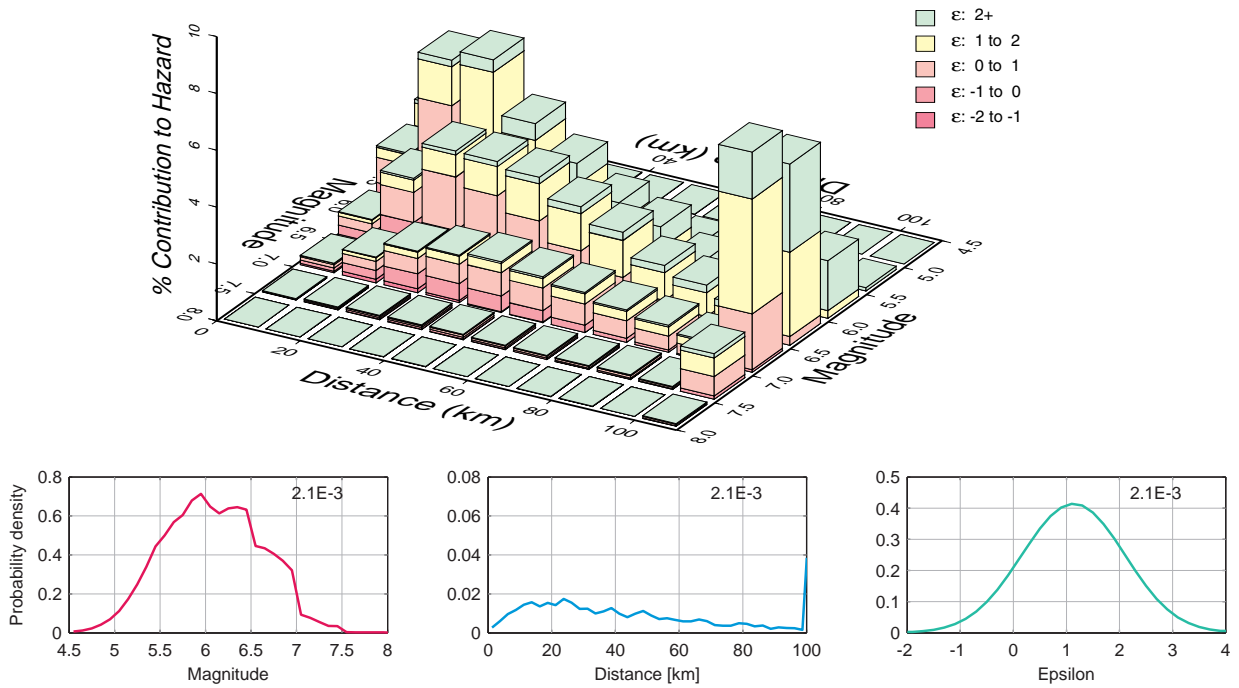 ε: 2+
ε: 1 to 2
ε: 0 to 1
ε: -1 to 0
ε: -2 to -1
% Contribution to Hazard
10
8
6
4
2
Magnitude
6.5
7.0
7.5
8.0
0
20
40
60
80
100
Distance (km)
40
(km)
80
100
4.5
5.0
5.5
6.0
6.5
7.0
7.5
8.0
Magnitude
Probability density
0.8
0.6
0.4
0.2
0
2.1E-3
4.5 5 5.5 6 6.5 7 7.5 8
Magnitude
0.08
0.06
0.04
0.02
0
2.1E-3
0 20 40 60 80 100
Distance [km]
0.5
0.4
0.3
0.2
0.1
0
2.1E-3
-2 -1 0 1 2 3 4
Epsilon